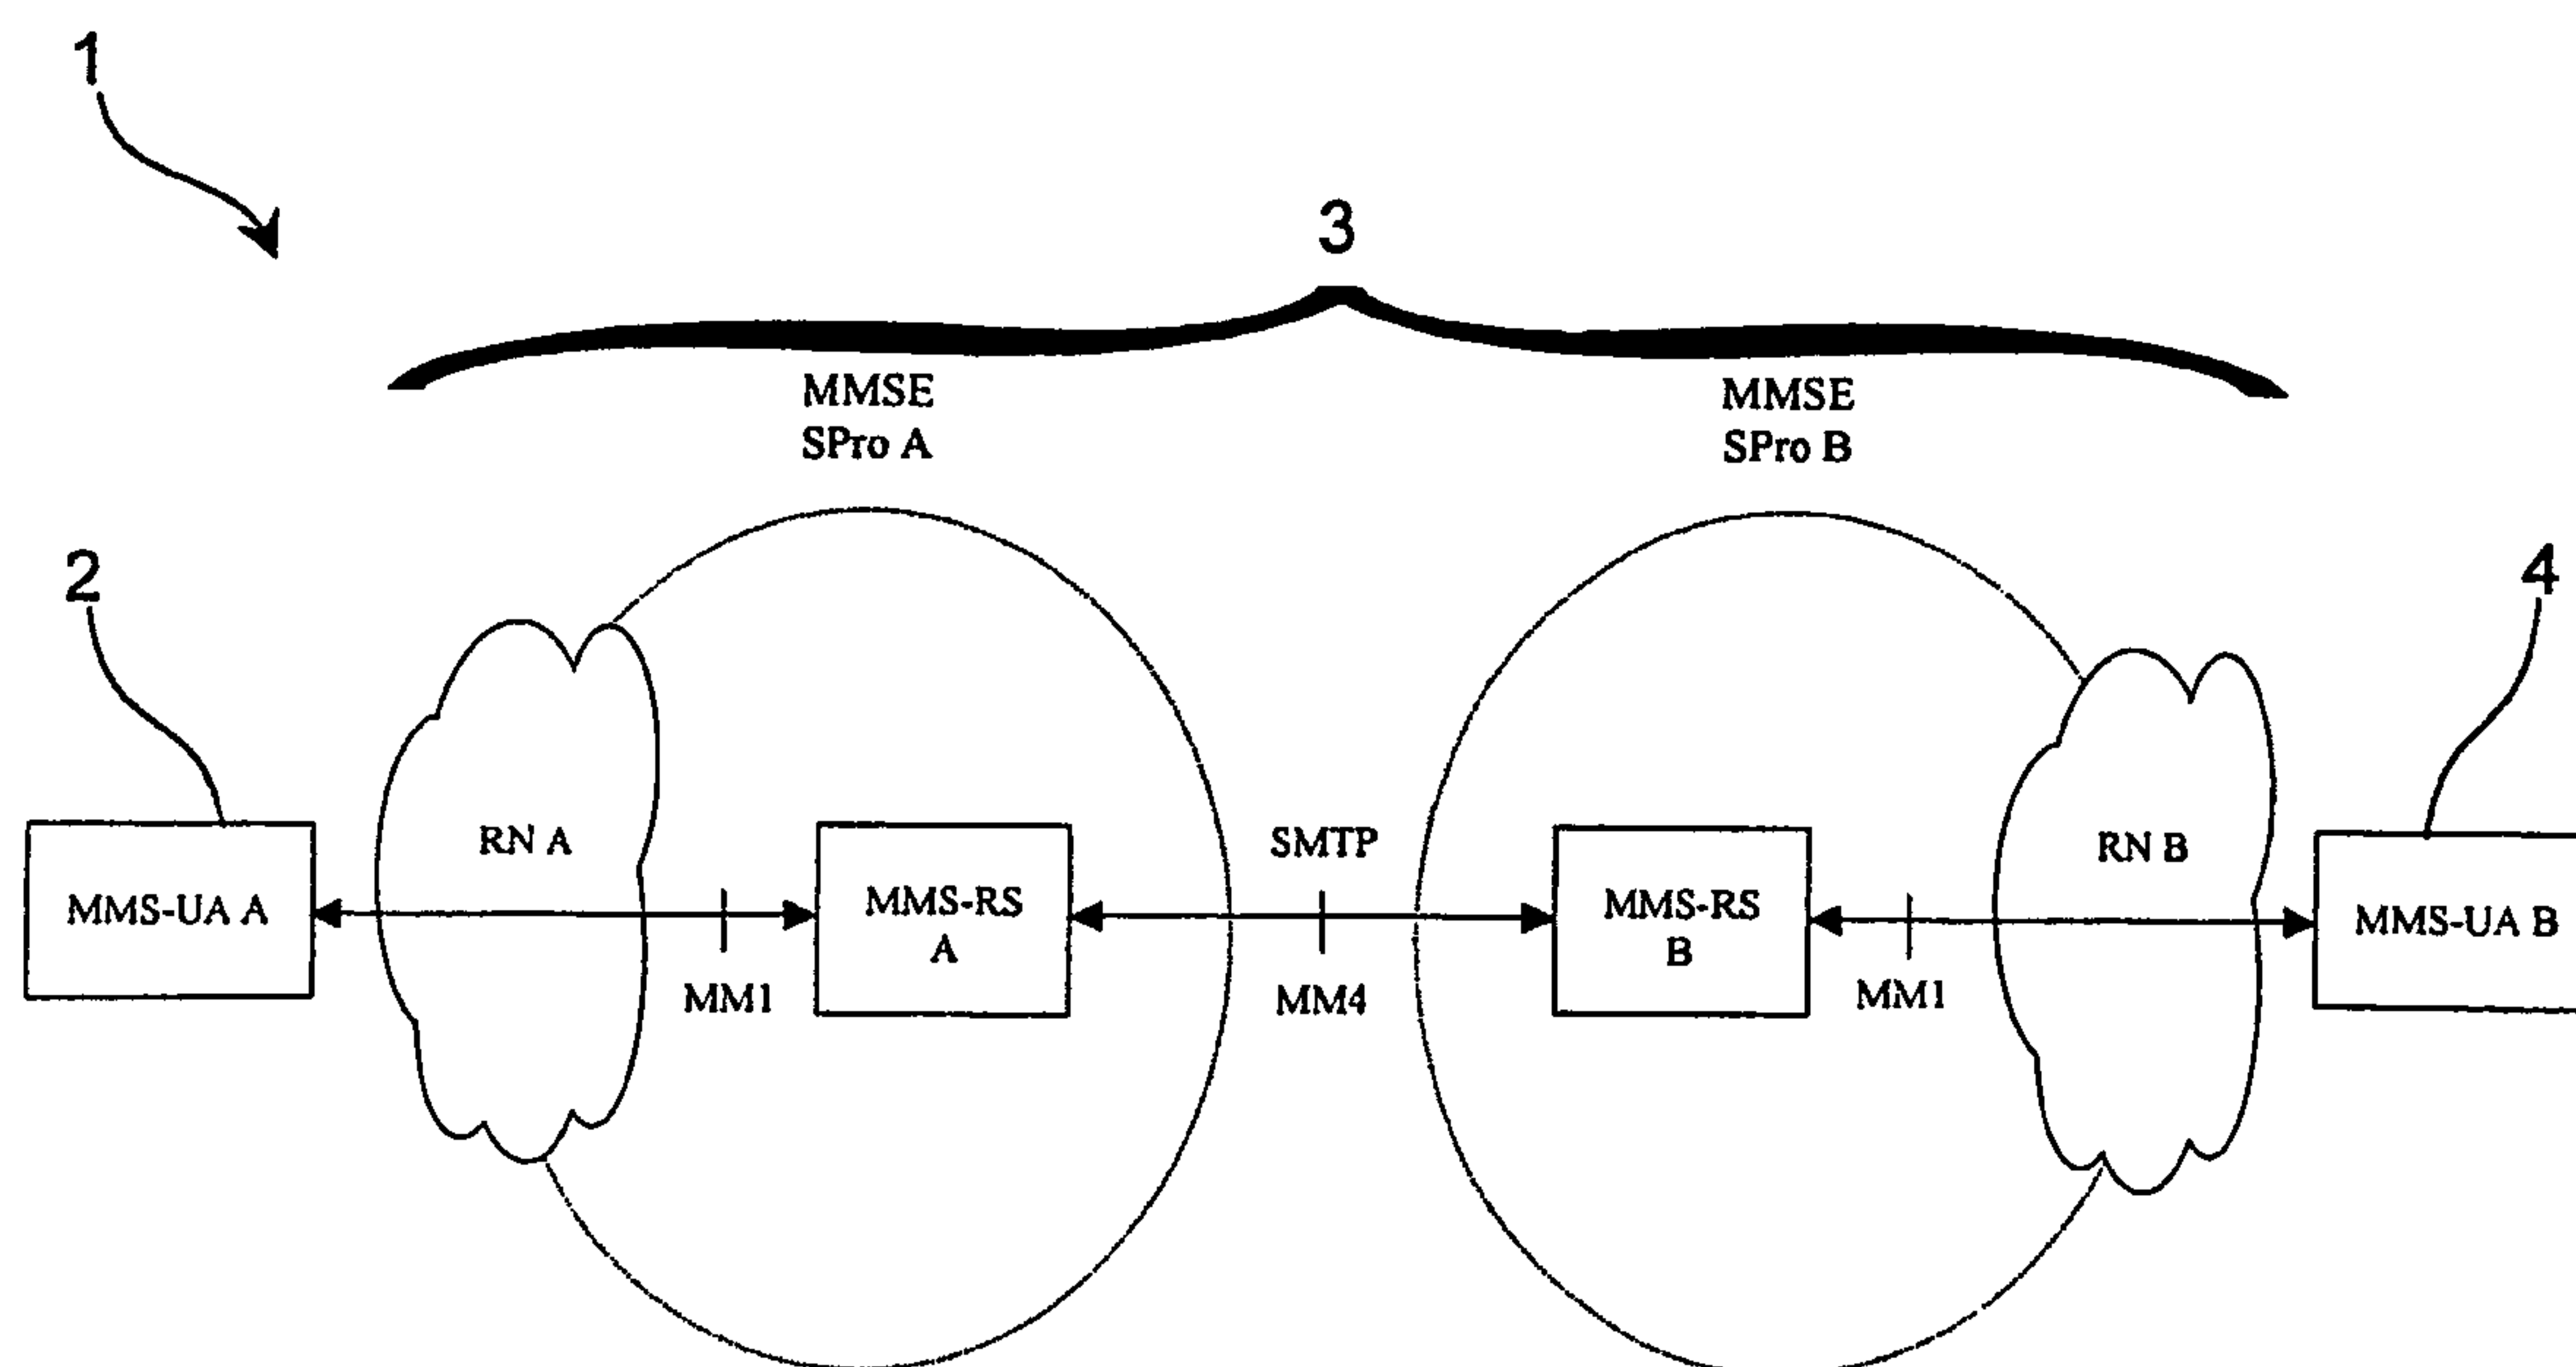 1
3
MMSE
SPro A
MMSE
SPro B
2
4
RN A
SMTP
RN B
MMS-UA A
MMS-RS
A
MMS-RS
B
MMS-UA B
MM1
MM4
MM1